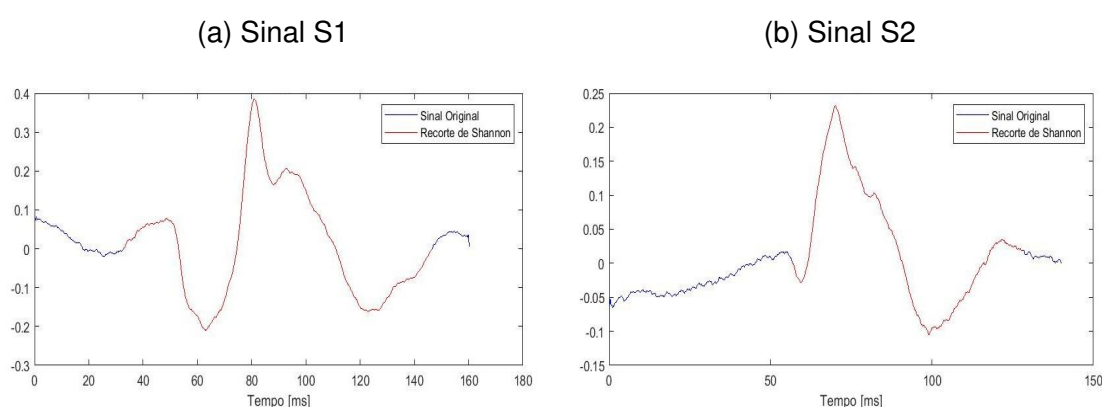 (a) Sinal S1
0.4
0.3
0.2
0.1
0
-0.1
-0.2
-0.3
0 20 40 60 80 100 120 140 160 180
Tempo [ms]
Sinal Original
Recorte de Shannon
(b) Sinal S2
0.25
0.2
0.15
0.1
0.05
0
-0.05
-0.1
-0.15
0 50 100 150
Tempo [ms]
Sinal Original
Recorte de Shannon